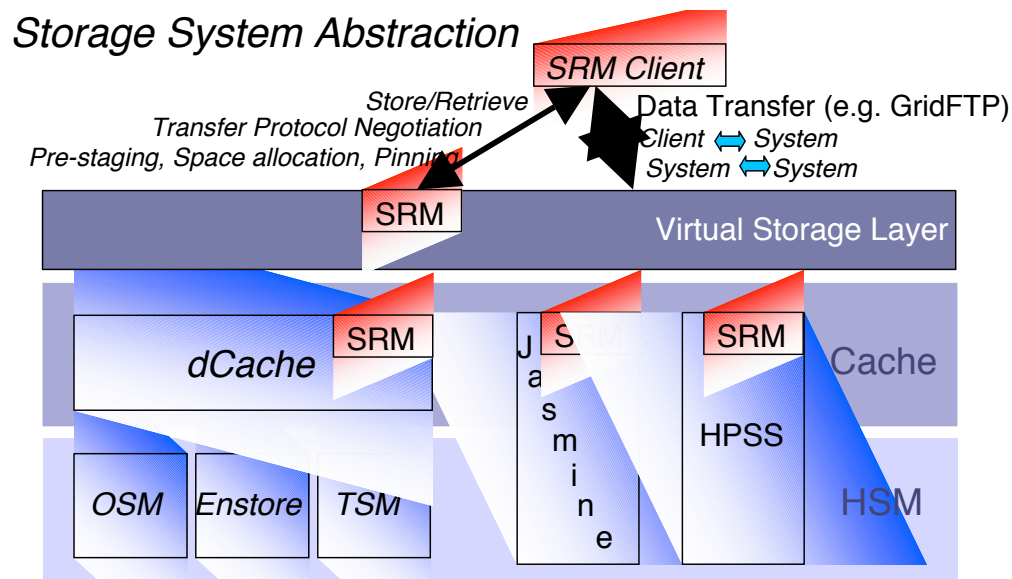 Storage System Abstraction
SRM Client
Store/Retrieve
Transfer Protocol Negotiation
Pre-staging, Space allocation, Pinning
Data Transfer (e.g. GridFTP)
Client System
System System
SRM
Virtual Storage Layer
dCache
SRM
Jasmine
SRM
SRM
HPSS
Cache
OSM
Enstore
TSM
HSM